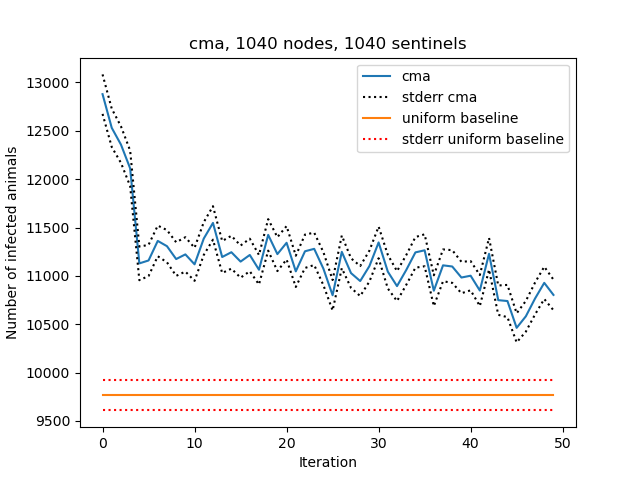 cma, 1040 nodes, 1040 sentinels
cma
stderr cma
uniform baseline
stderr uniform baseline
Number of infected animals
13000
12500
12000
11500
11000
10500
10000
9500
0 10 20 30 40 50
Iteration